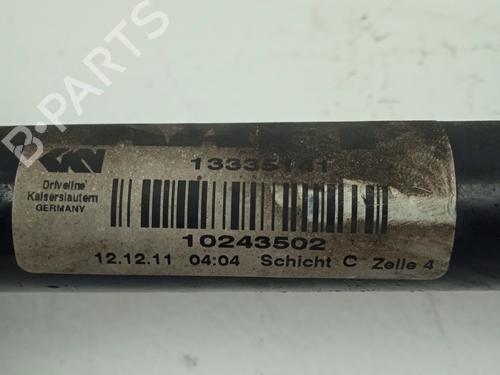 B-PARTS
GKN
Driveline
Kaiserslautern
GERMANY
10243502
12.12.11 04:04 Schicht C Zelle 4